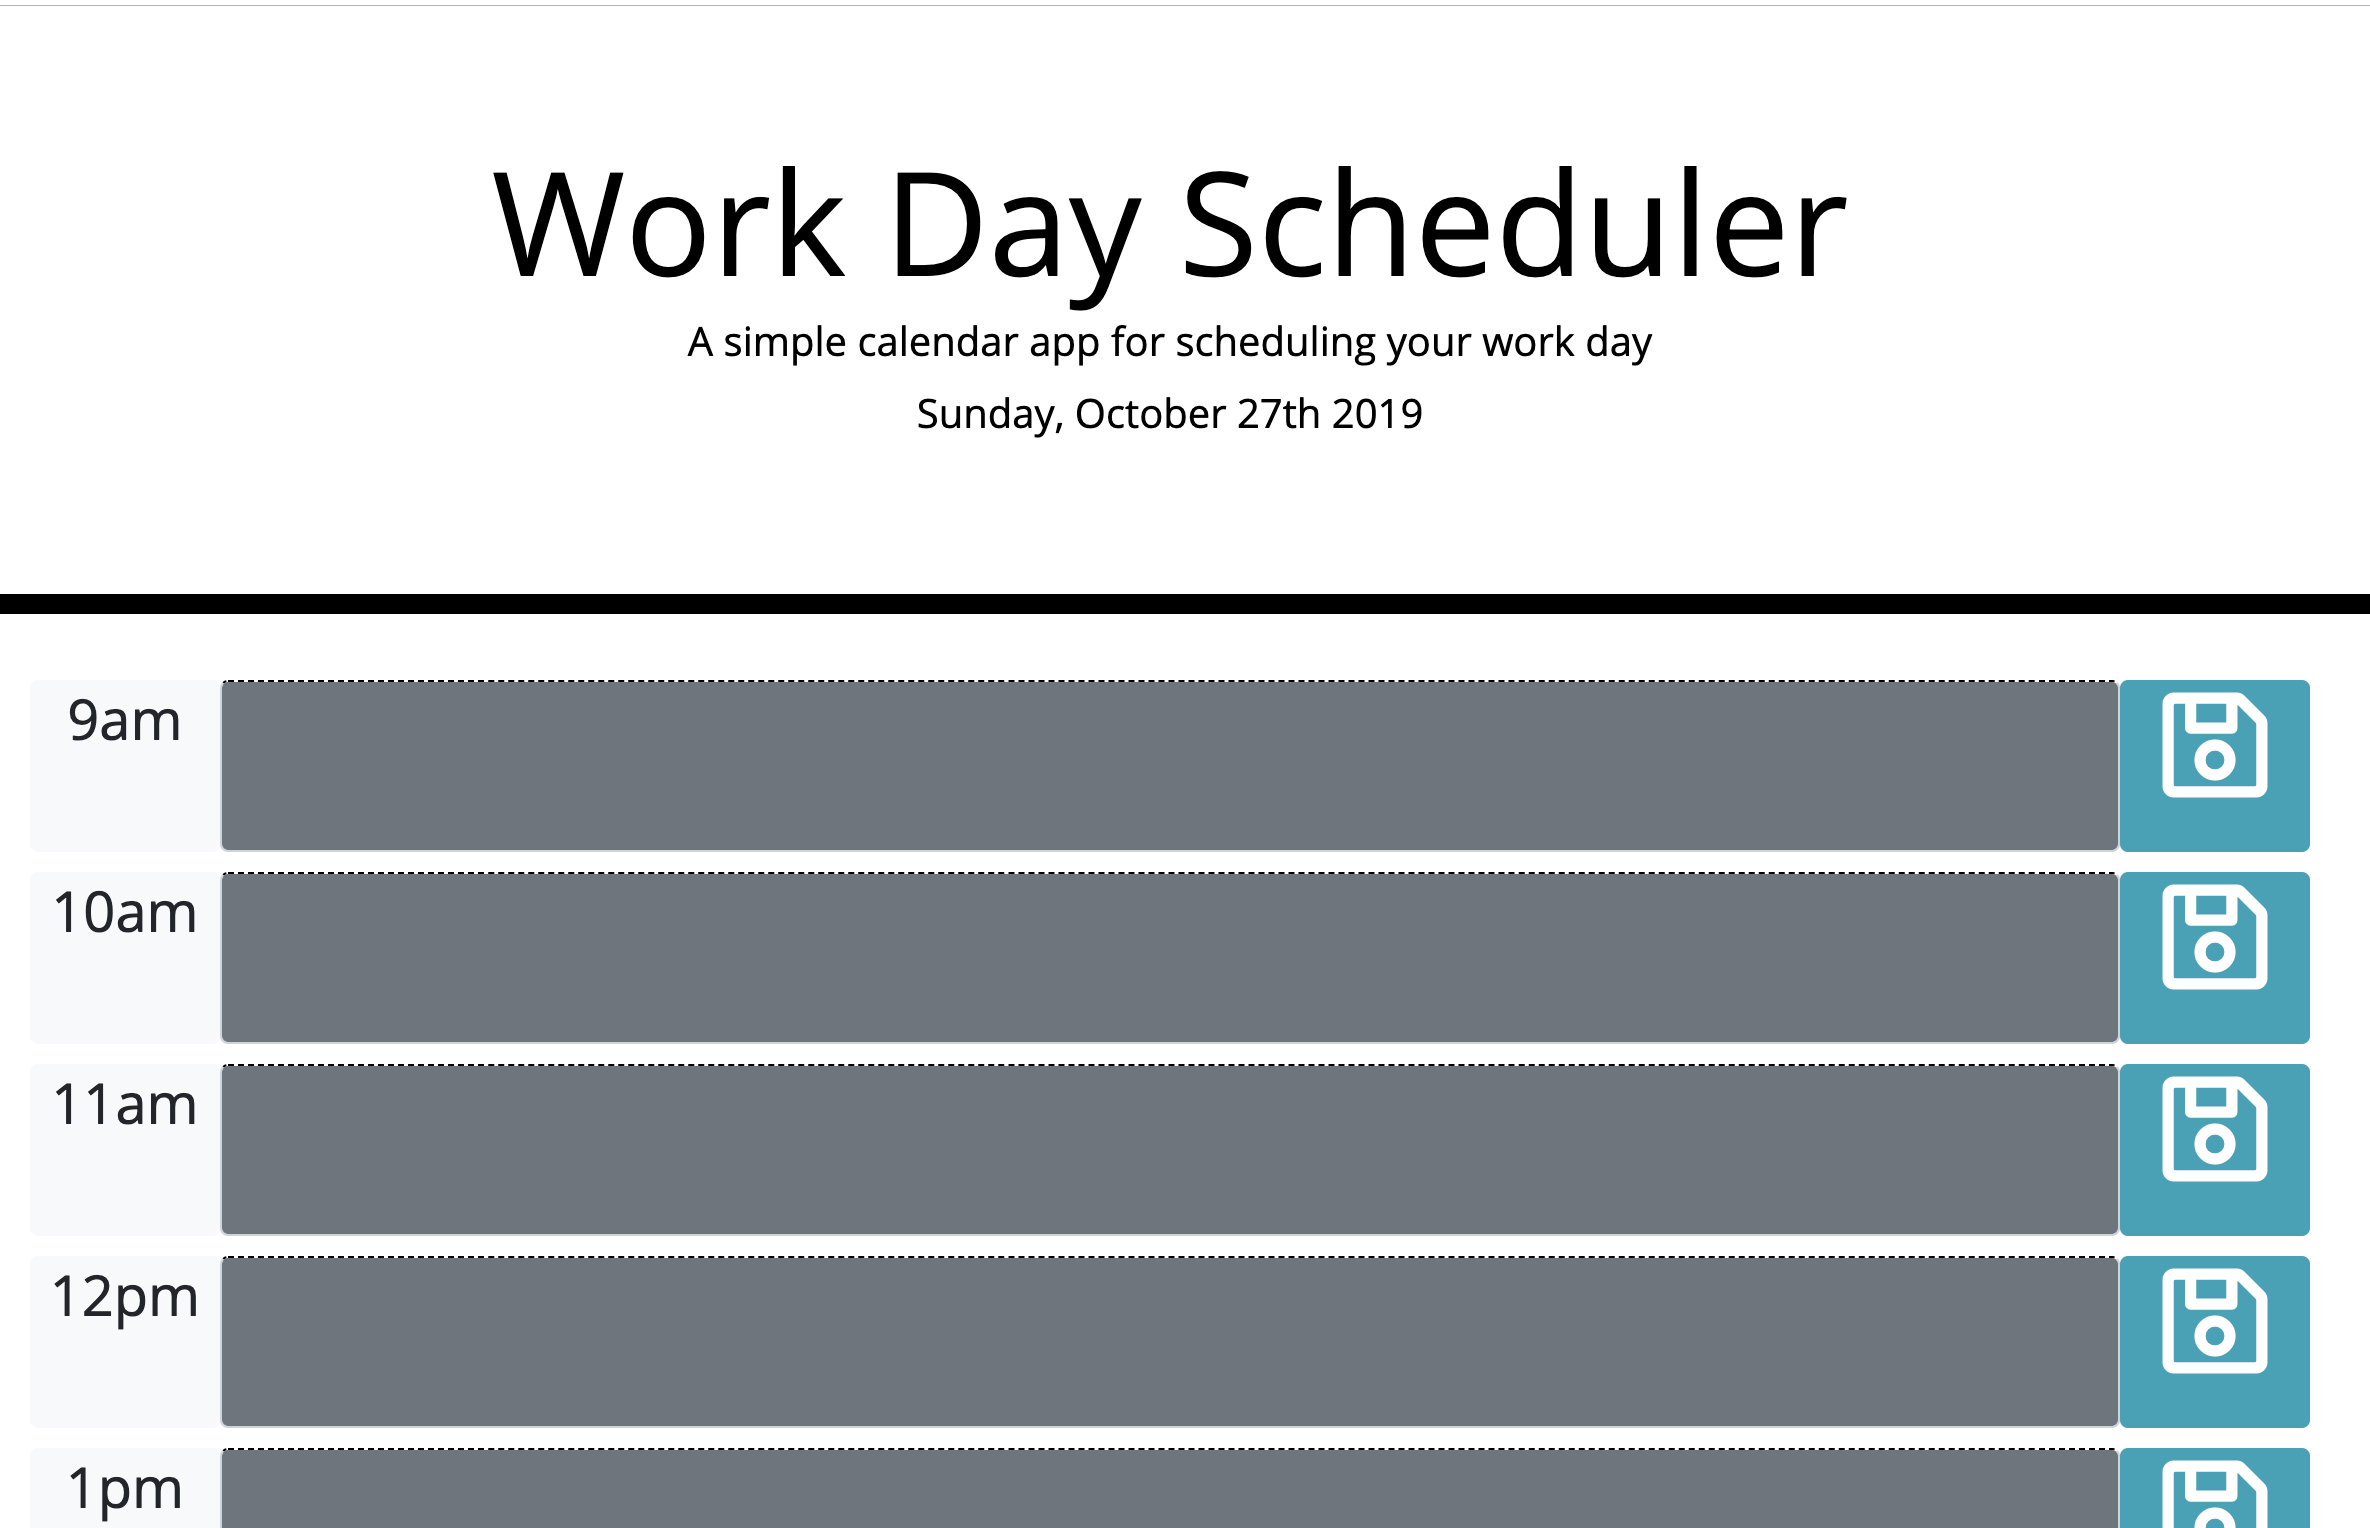 Work Day Scheduler
A simple calendar app for scheduling your work day
Sunday, October 27th 2019
9am
10am
11am
12pm
1pm